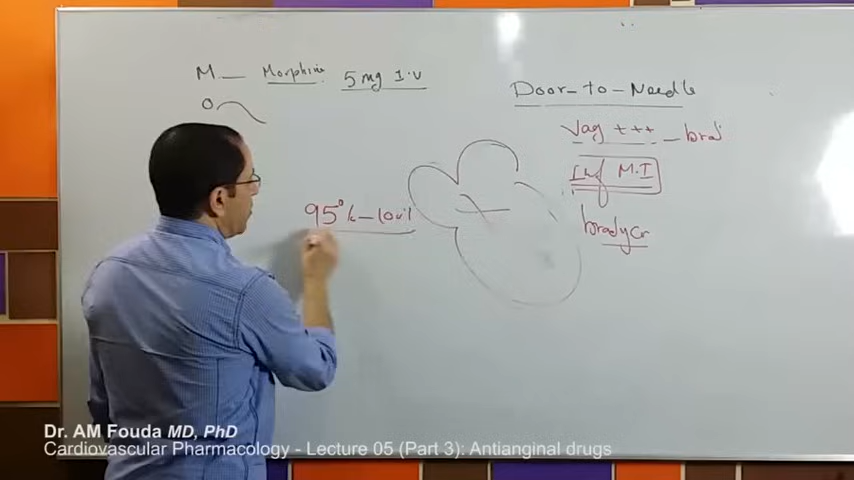 M — Morphine 5 mg I.V
O
Door-to-Needle
Vag +++ — brad
Inf M.I
bradycr
95%
Dr. AM Fouda MD, PhD
Cardiovascular Pharmacology - Lecture 05 (Part 3): Antianginal drugs